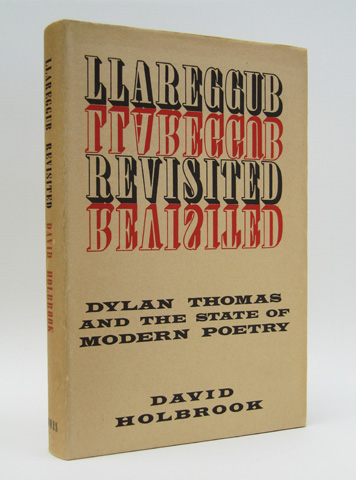 LLAREGGUB
LLAREGGUB
REVISITED
REVISITED
DYLAN THOMAS
AND THE STATE OF
MODERN POETRY
DAVID
HOLBROOK
LLAREGGUB REVISITED DAVID HOLBROOK